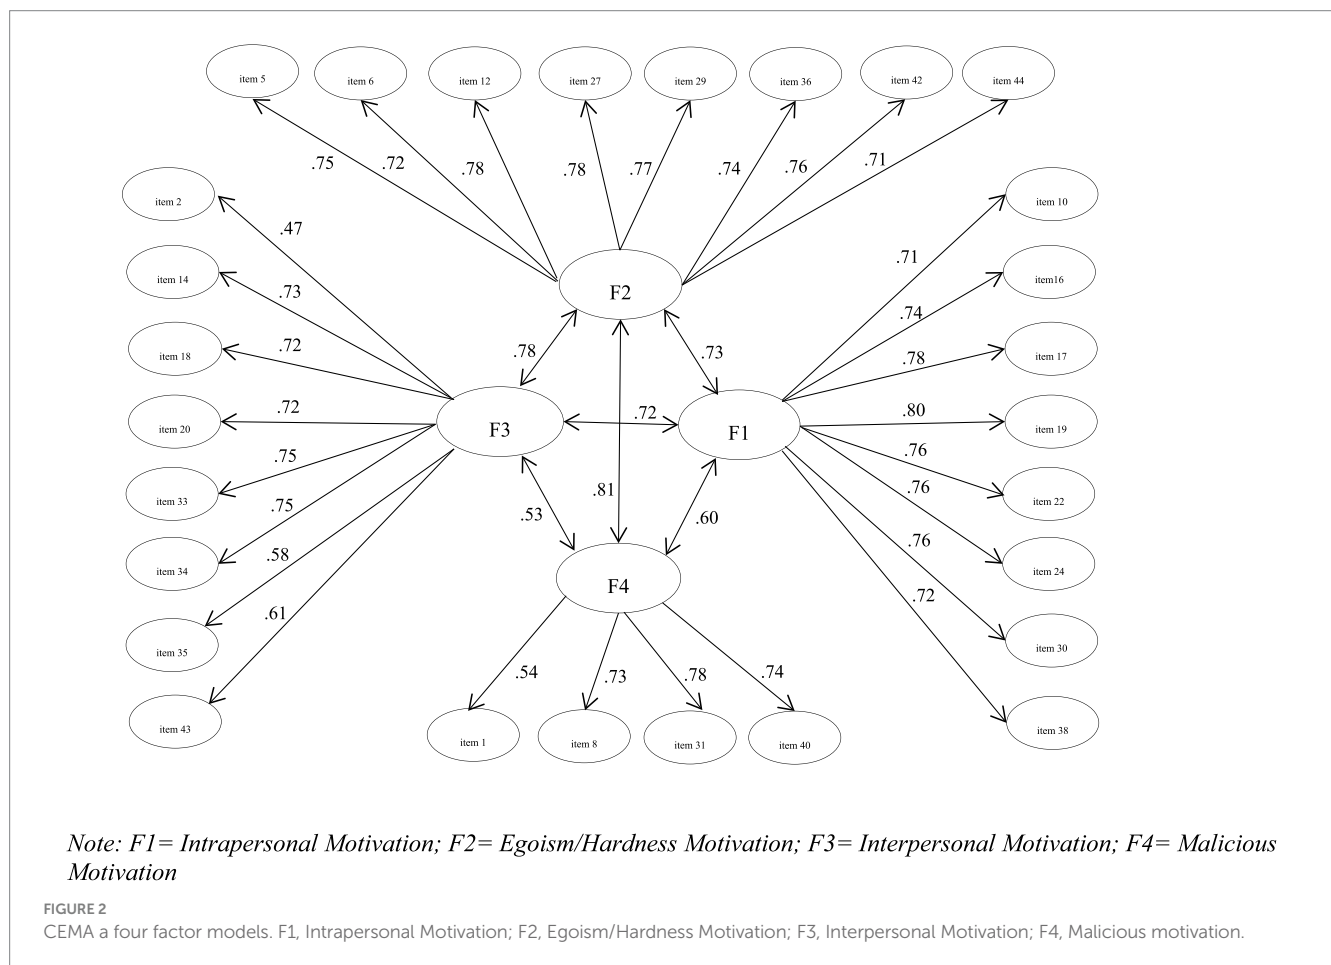 item 5
item 6
item 12
item 27
item 29
item 36
item 42
item 44
.75
.72
.78
.78
.77
.74
.76
.71
item 2
item 14
item 18
item 20
item 33
item 34
item 35
item 43
.47
.73
.72
.72
.75
.75
.58
.61
F2
F3
F1
F4
.78
.73
.72
.81
.53
.60
.71
.74
.78
.80
.76
.76
.76
.72
item 10
item16
item 17
item 19
item 22
item 24
item 30
item 38
.54
.73
.78
.74
item 1
item 8
item 31
item 40
Note: F1= Intrapersonal Motivation; F2= Egoism/Hardness Motivation; F3= Interpersonal Motivation; F4= Malicious
Motivation
FIGURE 2
CEMA a four factor models. F1, Intrapersonal Motivation; F2, Egoism/Hardness Motivation; F3, Interpersonal Motivation; F4, Malicious motivation.